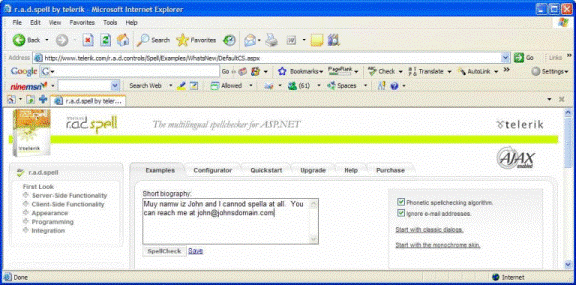 r.a.d.spell by telerik - Microsoft Internet Explorer
File Edit View Favorites Tools Help
Back Search Favorites
Address http://www.telerik.com/r.a.d.controls/Spell/Examples/WhatsNew/DefaultCS.aspx Go Links »
Google G Go Bookmarks PageRank Check Translate AutoLink » Settings
ninemsn Search Web Allowed (61) Spaces
r.a.d.spell by teler...
r.a.d.spell The multilingual spellchecker for ASP.NET telerik
AJAX enabled
r.a.d.spell
Examples Configurator Quickstart Upgrade Help Purchase
First Look
Server-Side Functionality
Client-Side Functionality
Appearance
Programming
Integration
Short biography:
Muy namw iz John and I cannod spella at all. You
can reach me at john@johnsdomain.com
SpellCheck Save
Phonetic spellchecking algorithm.
Ignore e-mail addresses.
Start with classic dialogs.
Start with the monochrome skin.
Done Internet